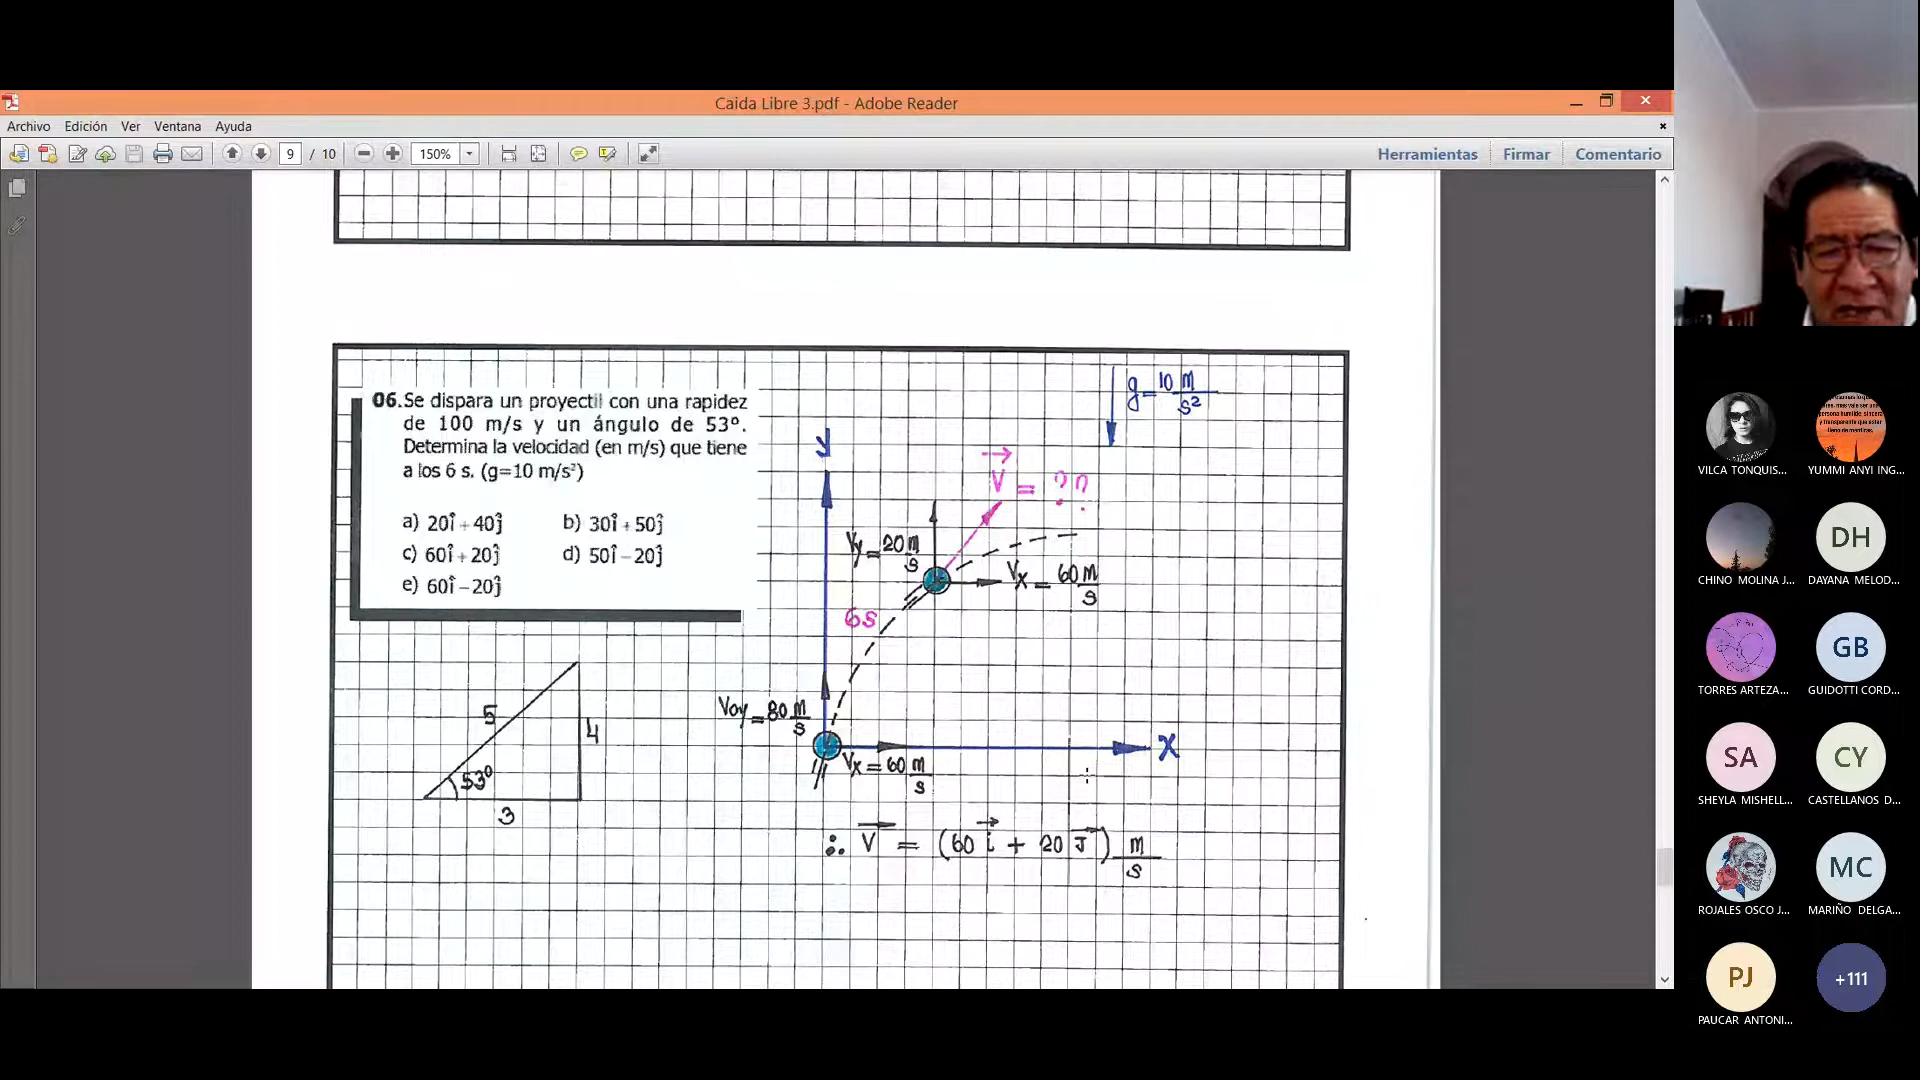 Caida Libre 3.pdf - Adobe Reader
Archivo Edición Ver Ventana Ayuda
9 / 10 150% Herramientas Firmar Comentario
06. Se dispara un proyectil con una rapidez
de 100 m/s y un ángulo de 53º.
Determina la velocidad (en m/s) que tiene
a los 6 s. (g=10 m/s²)
a) 20î + 40ĵ b) 30î + 50ĵ
c) 60î + 20ĵ d) 50î − 20ĵ
e) 60î − 20ĵ
g = 10 m/s²
y
V = ??
Vy = 20 m/s
Vx = 60 m/s
6s
Voy = 80 m/s
X
Vx = 60 m/s
5
4
53º
3
∴ V = (60 i + 20 J) m/s
VILCA TONQUIS...
YUMMI ANYI ING...
CHINO MOLINA J...
DH
DAYANA MELOD...
TORRES ARTEZA...
GB
GUIDOTTI CORD...
SA
SHEYLA MISHELL...
CY
CASTELLANOS D...
ROJALES OSCO J...
MC
MARIÑO DELGA...
PJ
PAUCAR ANTONI...
+111